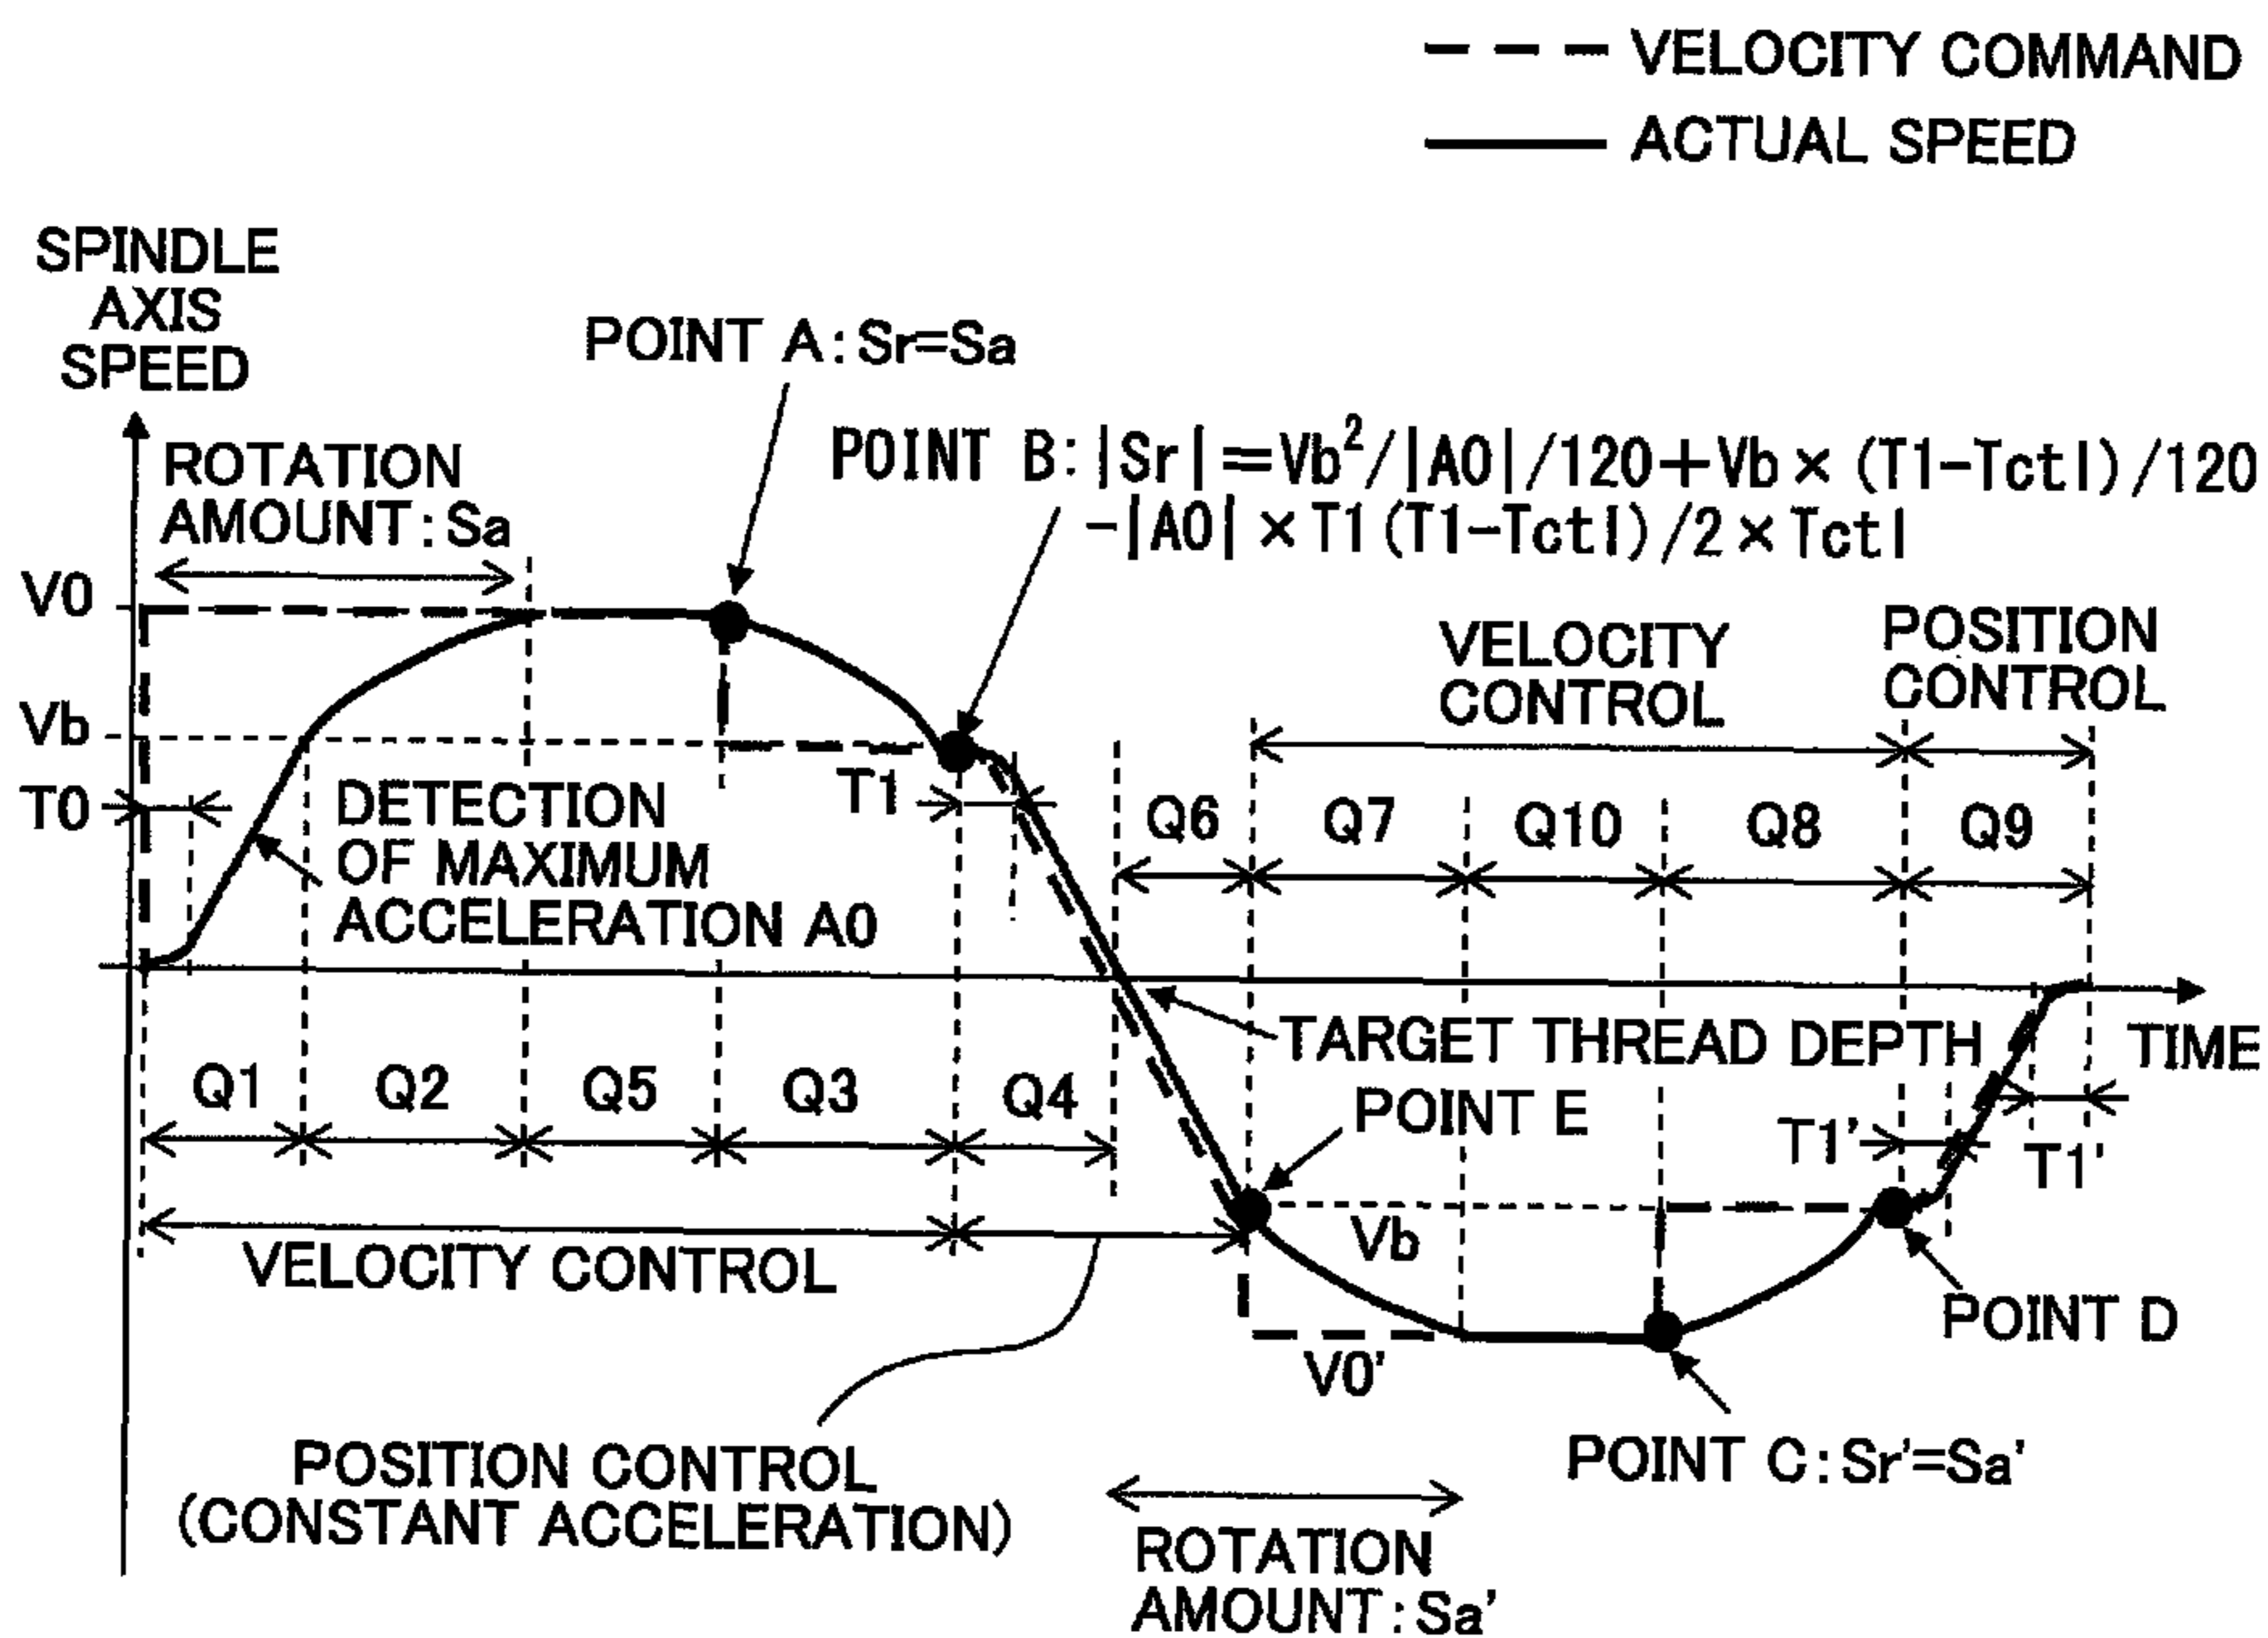 VELOCITY COMMAND
ACTUAL SPEED
SPINDLE
AXIS
SPEED
POINT A:Sr=Sa
ROTATION
AMOUNT:Sa
POINT B:|Sr|=Vb²/|A0|/120+Vb×(T1-Tctl)/120
-|A0|×T1(T1-Tctl)/2×Tctl
V0
VELOCITY
CONTROL
POSITION
CONTROL
Vb
T0
T1
DETECTION
OF MAXIMUM
ACCELERATION A0
Q6
Q7
Q10
Q8
Q9
TARGET THREAD DEPTH
TIME
Q1
Q2
Q5
Q3
Q4
POINT E
T1'
T1'
VELOCITY CONTROL
Vb
POINT D
V0'
POSITION CONTROL
(CONSTANT ACCELERATION)
POINT C:Sr'=Sa'
ROTATION
AMOUNT:Sa'